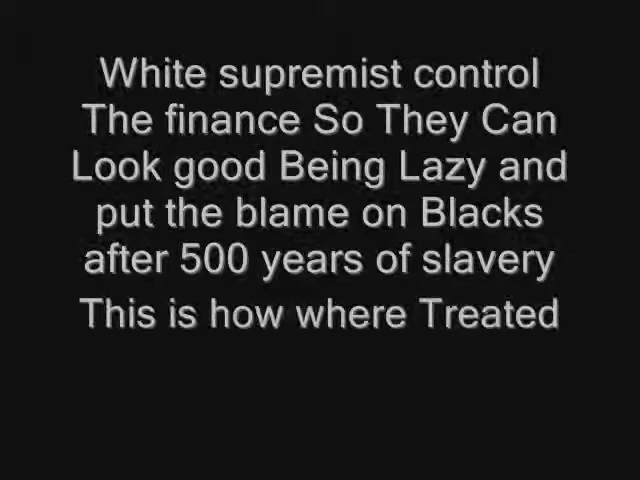 White supremist control
The finance So They Can
Look good Being Lazy and
put the blame on Blacks
after 500 years of slavery
This is how where Treated